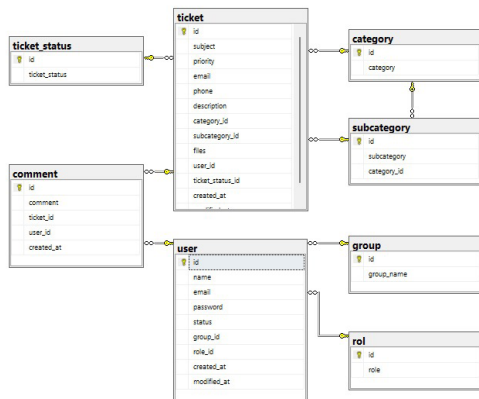 ticket_status
id
ticket_status
ticket
id
subject
priority
email
phone
description
category_id
subcategory_id
files
user_id
ticket_status_id
created_at
category
id
category
subcategory
id
subcategory
category_id
comment
id
comment
ticket_id
user_id
created_at
user
id
name
email
password
status
group_id
role_id
created_at
modified_at
group
id
group_name
rol
id
role